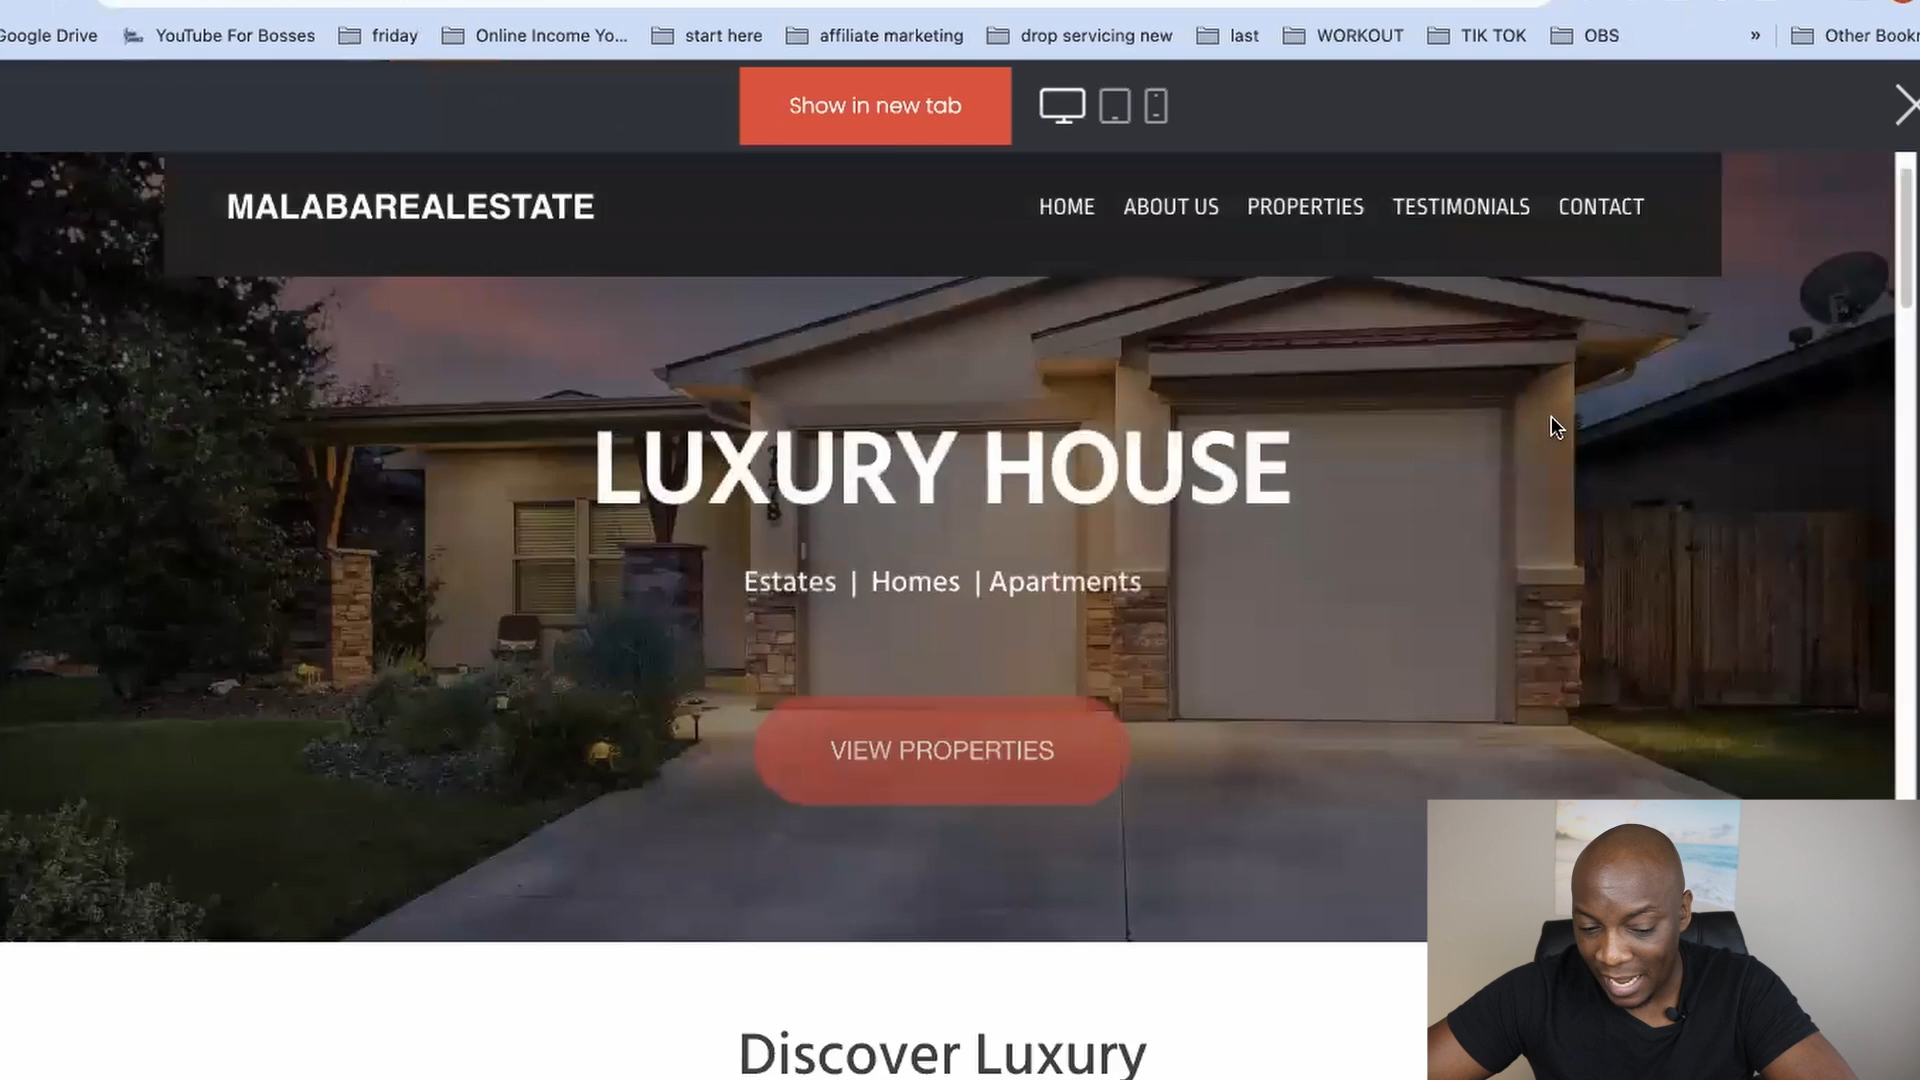 Google Drive YouTube For Bosses friday Online Income Yo... start here affiliate marketing drop servicing new last WORKOUT TIK TOK OBS » Other Bookr
Show in new tab
MALABAREALESTATE HOME ABOUT US PROPERTIES TESTIMONIALS CONTACT
LUXURY HOUSE
Estates | Homes | Apartments
VIEW PROPERTIES
Discover Luxury